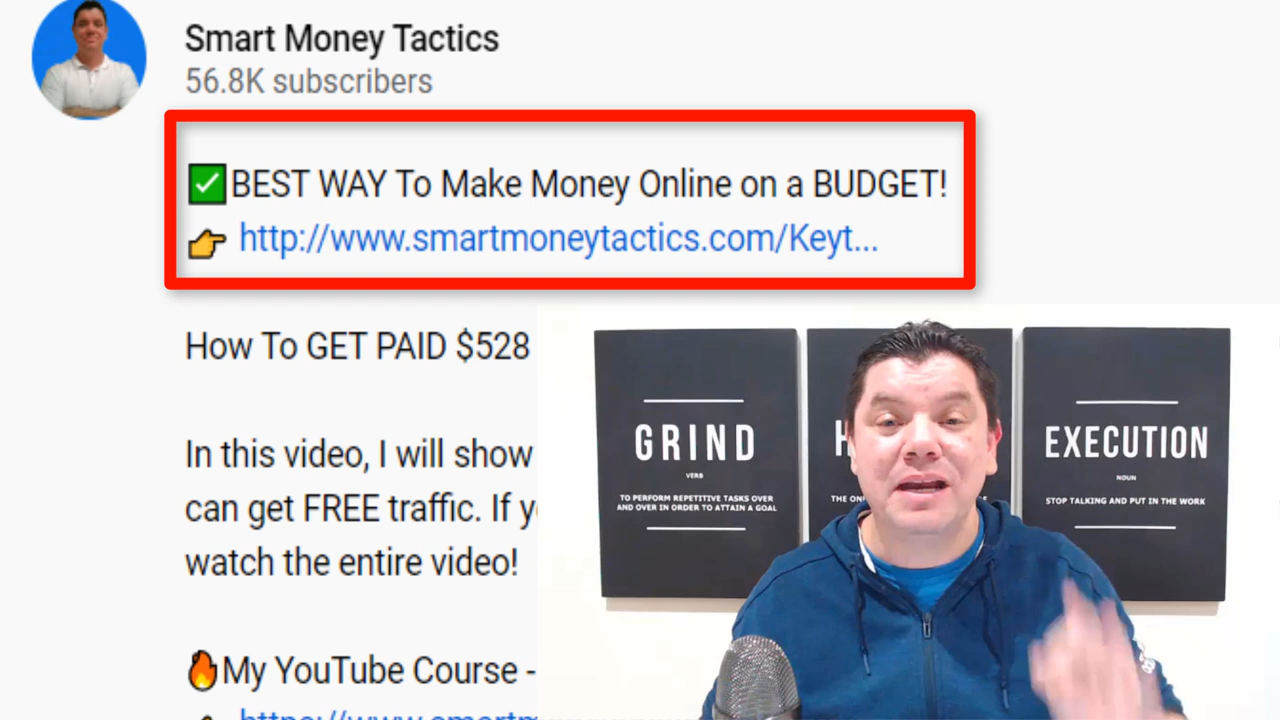 Smart Money Tactics
56.8K subscribers
✅BEST WAY To Make Money Online on a BUDGET!
👉 http://www.smartmoneytactics.com/Keyt...
How To GET PAID $528
In this video, I will show
can get FREE traffic. If
watch the entire video!
🔥My YouTube Course -
GRIND
VERB
TO PERFORM REPETITIVE TASKS OVER
AND OVER IN ORDER TO ATTAIN A GOAL
H
THE
EXECUTION
NOUN
STOP TALKING AND PUT IN THE WORK